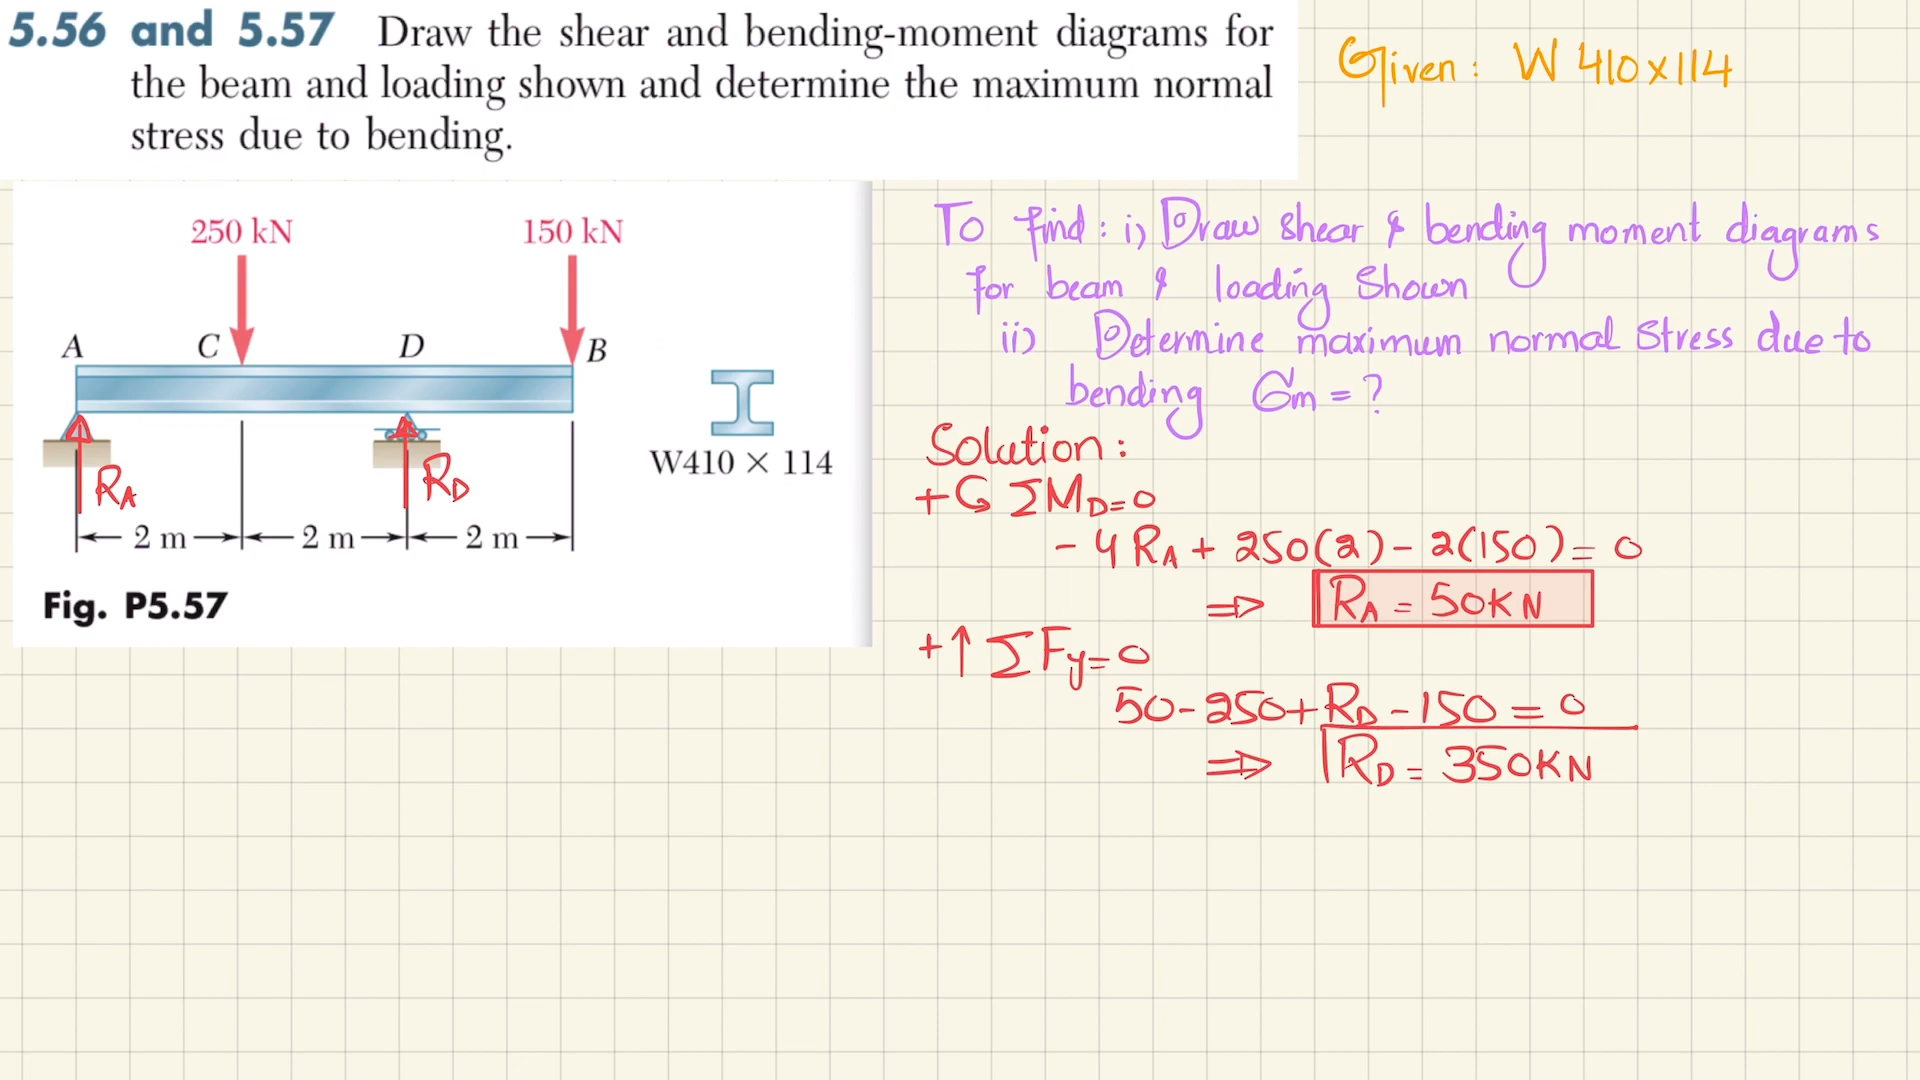 5.56 and 5.57 Draw the shear and bending-moment diagrams for
the beam and loading shown and determine the maximum normal
stress due to bending.
Given: W 410×114
250 kN
150 kN
A
C
D
B
RA
RD
W410 × 114
2 m
2 m
2 m
Fig. P5.57
To find: i) Draw shear & bending moment diagrams
for beam & loading shown
ii) Determine maximum normal stress due to
bending σm = ?
Solution:
+↺ ΣMD=0
- 4 RA + 250(2) - 2(150) = 0
⇒ RA = 50KN
+↑ ΣFy=0
50-250+RD-150 = 0
⇒ RD = 350KN